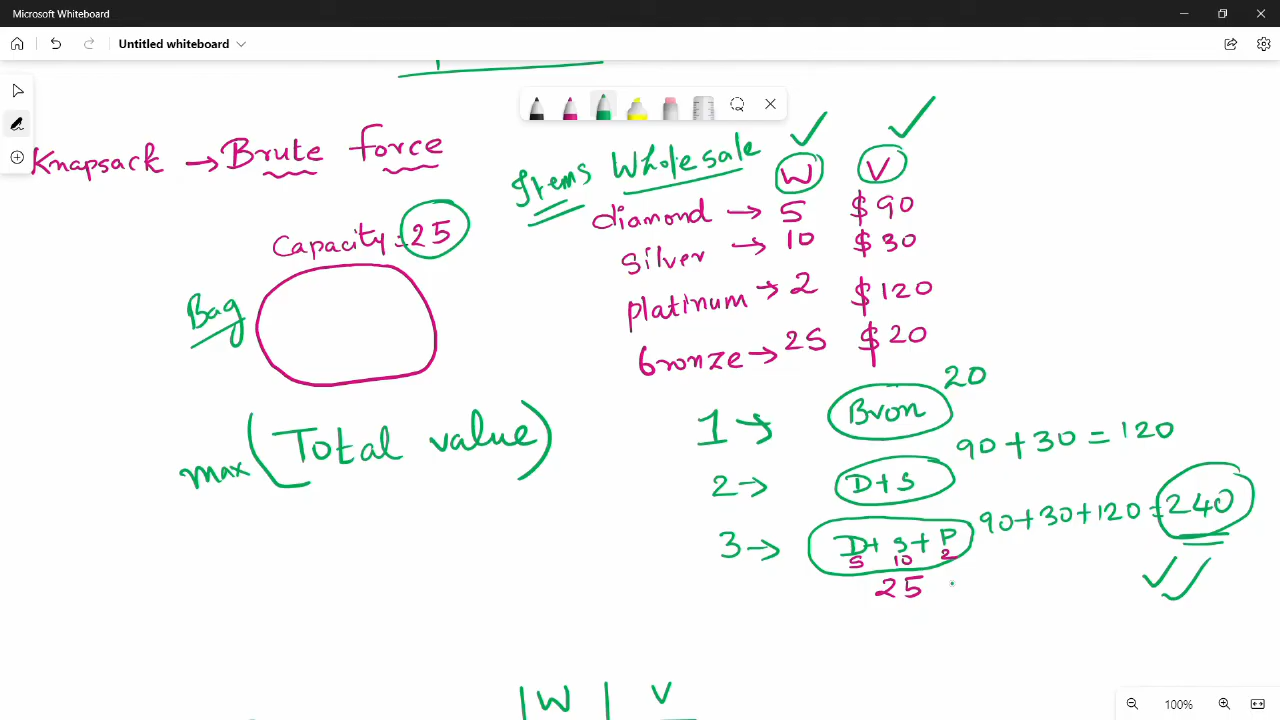 Microsoft Whiteboard
Untitled whiteboard
Knapsack → Brute force
Items Wholesale W V
Capacity = 25
diamond → 5 $90
Silver → 10 $30
platinum → 2 $120
bronze → 25 $20
Bag
max (Total value)
1 → Bron 20
2 → D+S 90+30=120
3 → D+S+P 90+30+120=240
5 10 2
25
|W| V
100%